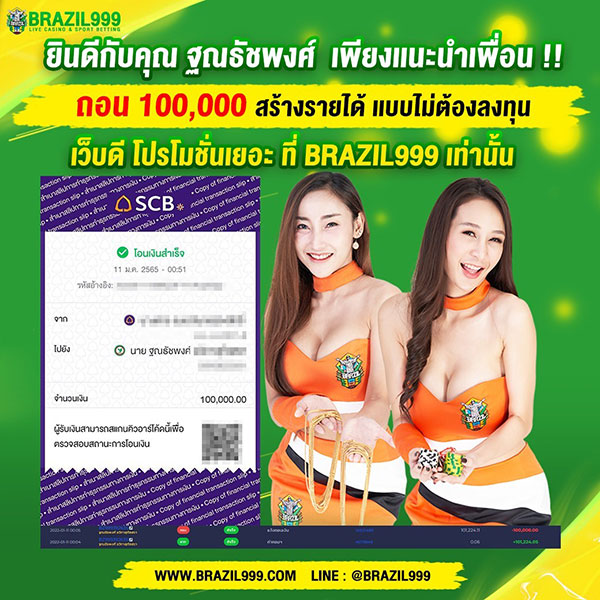 BRAZIL999
LIVE CASINO & SPORT BETTING
ยินดีกับคุณ ฐณธัชพงศ์ เพียงแนะนำเพื่อน !!
ถอน 100,000 สร้างรายได้ แบบไม่ต้องลงทุน
เว็บดี โปรโมชั่นเยอะ ที่ BRAZIL999 เท่านั้น
SCB
โอนเงินสำเร็จ
11 ม.ค. 2565 - 00:51
รหัสอ้างอิง:
จาก
ไปยัง นาย ฐณธัชพงศ์
จำนวนเงิน 100,000.00
ผู้รับเงินสามารถสแกนคิวอาร์โค้ดนี้เพื่อ
ตรวจสอบสถานะการโอนเงิน
BRAZIL
BRAZIL
WWW.BRAZIL999.COM LINE : @BRAZIL999